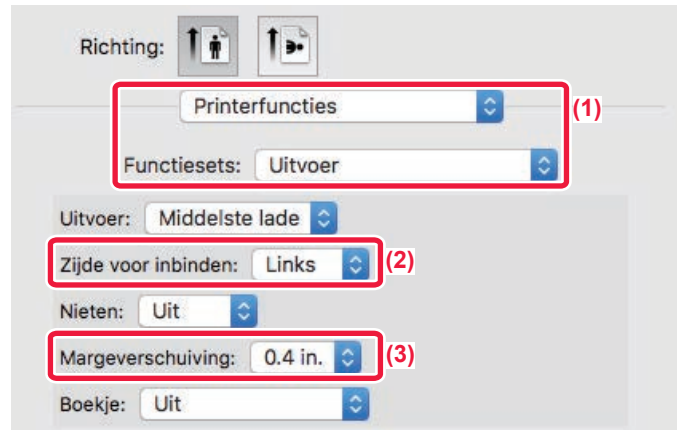 Richting:
Printerfuncties
(1)
Functiesets: Uitvoer
Uitvoer: Middelste lade
Zijde voor inbinden: Links
(2)
Nieten: Uit
Margeverschuiving: 0.4 in.
(3)
Boekje: Uit